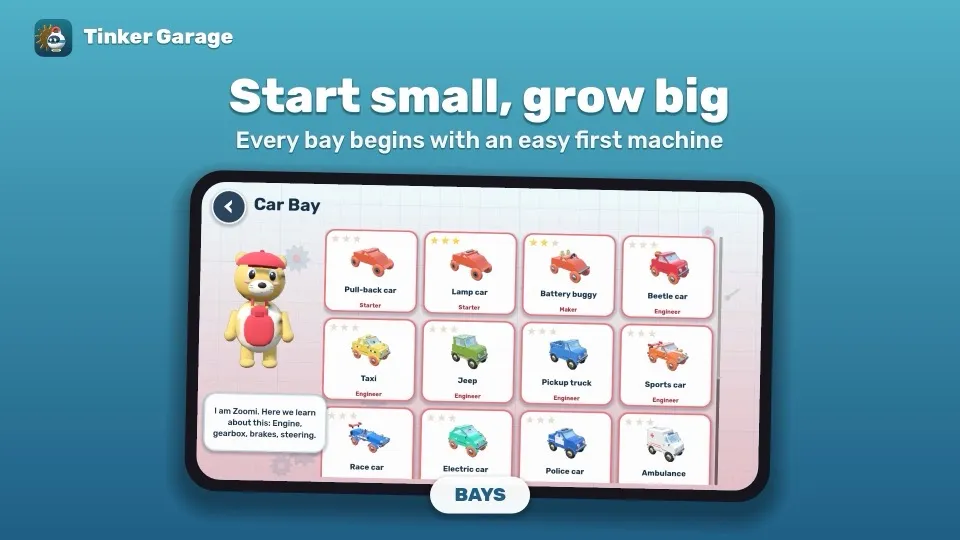 Tinker Garage
Start small, grow big
Every bay begins with an easy first machine
Car Bay
Pull-back car
Starter
Lamp car
Starter
Battery buggy
Maker
Beetle car
Engineer
Taxi
Engineer
Jeep
Engineer
Pickup truck
Engineer
Sports car
Engineer
I am Zoomi. Here we learn
about this: Engine,
gearbox, brakes, steering.
Race car
Electric car
Police car
Ambulance
BAYS